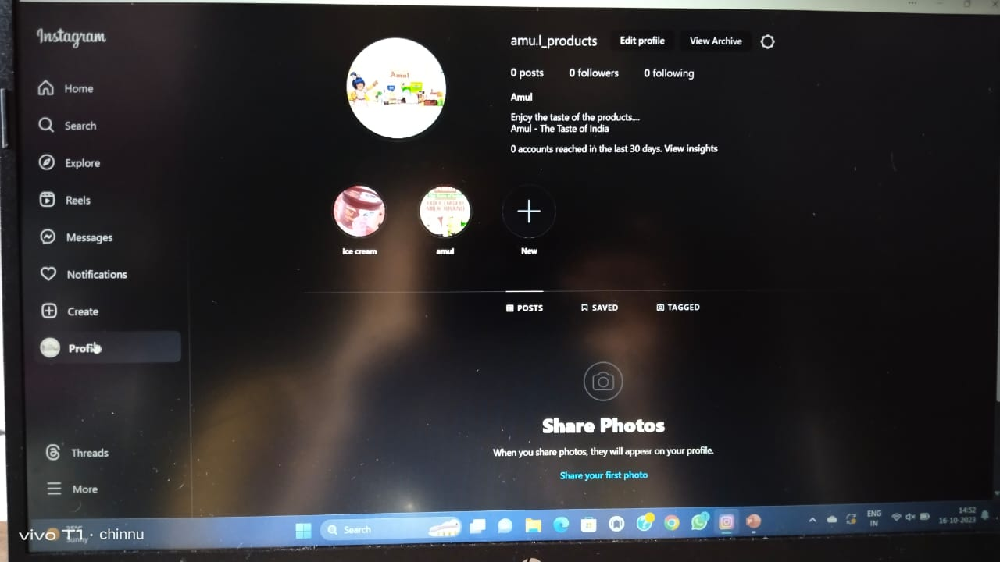 Instagram
Home
Search
Explore
Reels
Messages
Notifications
Create
Profile
Threads
More
amu.l_products
Edit profile
View Archive
0 posts
0 followers
0 following
Amul
Enjoy the taste of the products....
Amul - The Taste of India
0 accounts reached in the last 30 days. View insights
Amul
ice cream
amul
New
POSTS
SAVED
TAGGED
Share Photos
When you share photos, they will appear on your profile.
Share your first photo
Search
ENG
IN
14:52
16-10-2023
vivo T1 · chinnu